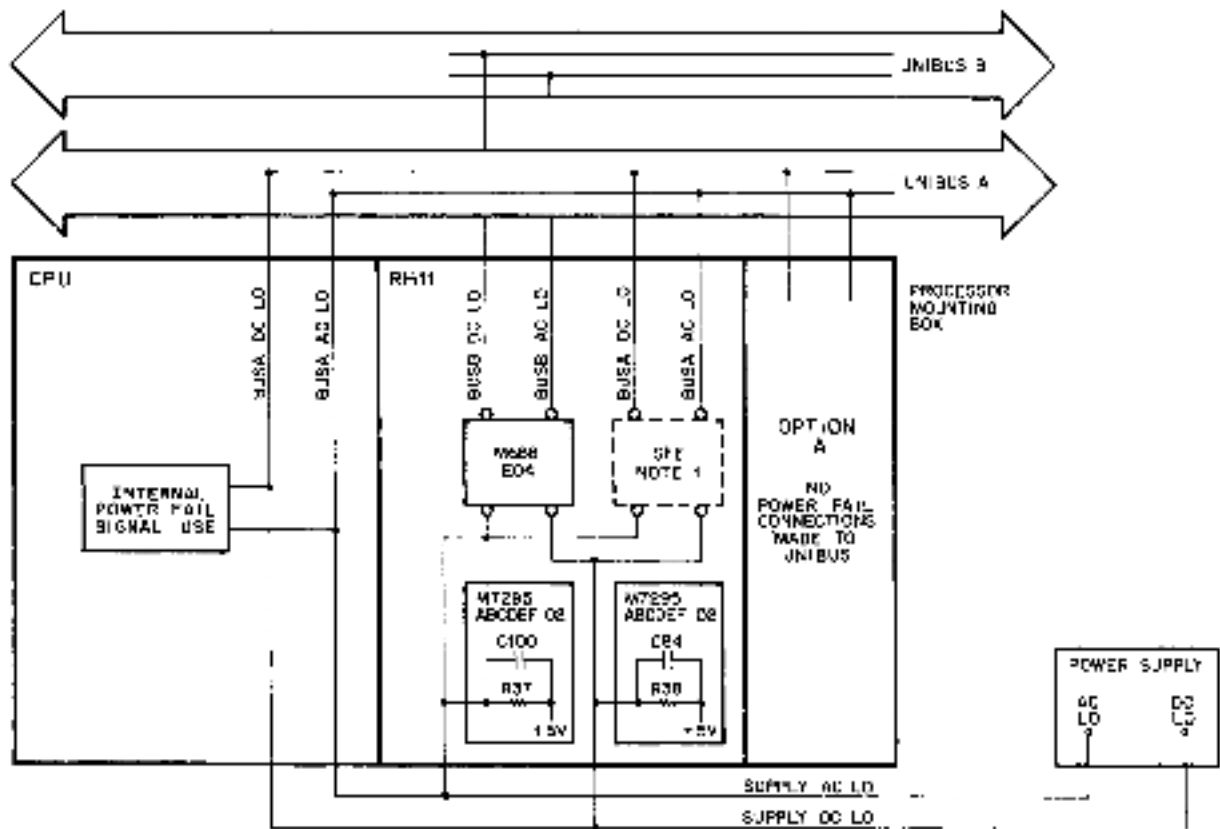 UNIBUS B
UNIBUS A
CPU
RH11
PROCESSOR
MOUNTING
BOX
BUSA DC LO
BUSA AC LO
BUSB DC LO
BUSB AC LO
BUSA DC LO
BUSA AC LO
M688
E04
SEE
NOTE 1
OPTION
A
NO
POWER FAIL
CONNECTIONS
MADE TO
UNIBUS
INTERNAL
POWER FAIL
SIGNAL USE
M7295
ABCDEF 02
C100
R37
+5V
M7295
ABCDEF 02
C84
R38
+5V
POWER SUPPLY
AC
LO
DC
LO
SUPPLY AC LO
SUPPLY DC LO